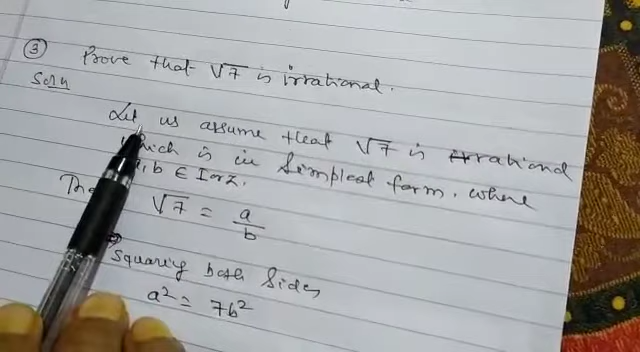 ③ Prove that √7 is irrational.
Soln
Let us assume that √7 is rational
which is in Simplest form, where
a, b ∈ I or Z.
√7 = a/b
Squaring both Sides
a² = 7b²